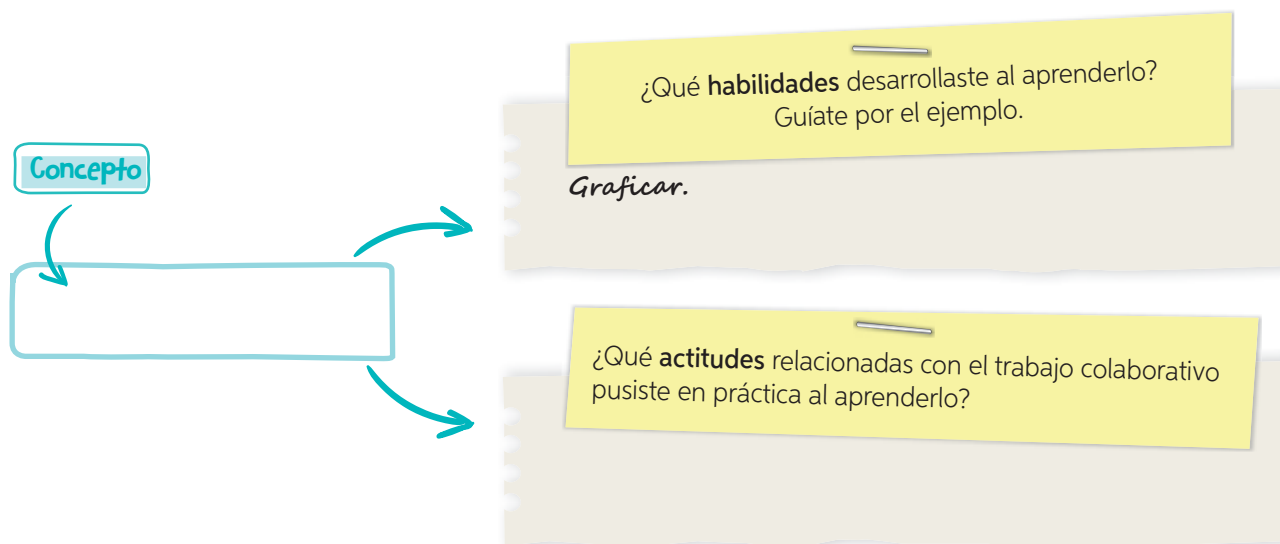 Concepto
¿Qué habilidades desarrollaste al aprenderlo?
Guíate por el ejemplo.
Graficar.
¿Qué actitudes relacionadas con el trabajo colaborativo
pusiste en práctica al aprenderlo?